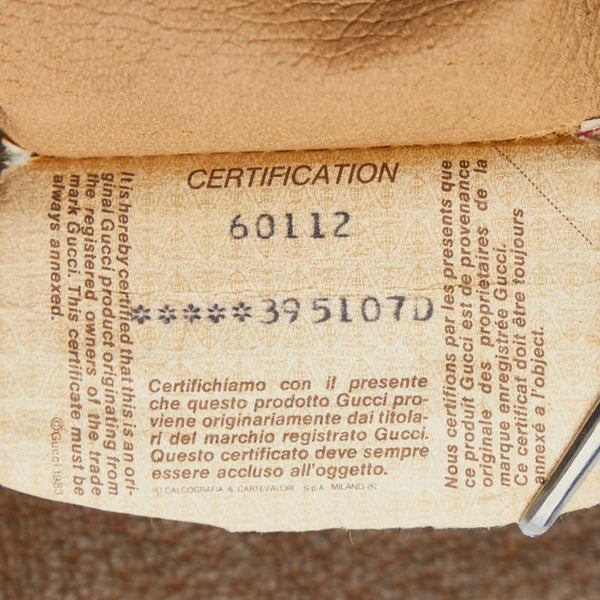 CERTIFICATION
60112
*****395107D
It is hereby certified that this is an ori-
ginal Gucci product originating from
the registered owners of the trade
mark Gucci. This certificate must be
always annexed.
©Gucci 1983
Certifichiamo con il presente
che questo prodotto Gucci pro-
viene originariamente dai titola-
ri del marchio registrato Gucci.
Questo certificato deve sempre
essere accluso all'oggetto.
CALCOGRAFIA & CARTEVALORI - S.p.A. MILANO
Nous certifions par les présents que
ce produit Gucci est de provenance
originale des propriétaires de la
marque enregistrée Gucci.
Ce certificat doit être toujours
annexé a l'object.